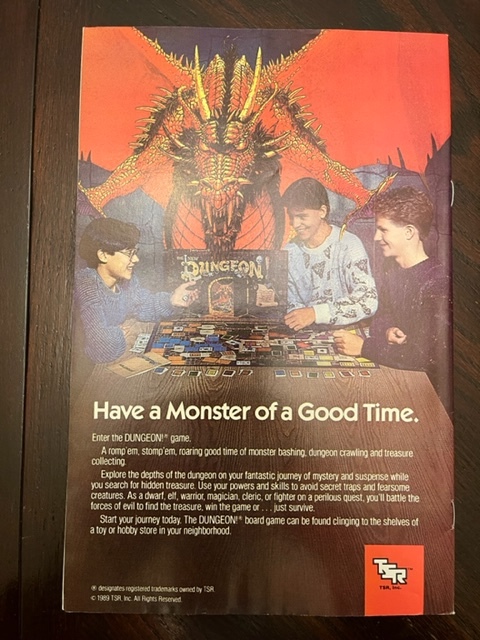 THE NEW
DUNGEON!
Have a Monster of a Good Time.
Enter the DUNGEON!® game.
A romp'em, stomp'em, roaring good time of monster bashing, dungeon crawling and treasure
collecting.
Explore the depths of the dungeon on your fantastic journey of mystery and suspense while
you search for hidden treasure. Use your powers and skills to avoid secret traps and fearsome
creatures. As a dwarf, elf, warrior, magician, cleric, or fighter on a perilous quest, you'll battle the
forces of evil to find the treasure, win the game or . . . just survive.
Start your journey today. The DUNGEON!® board game can be found clinging to the shelves of
a toy or hobby store in your neighborhood.
® designates registered trademarks owned by TSR.
© 1989 TSR, Inc. All Rights Reserved.
TSR
TSR, Inc.